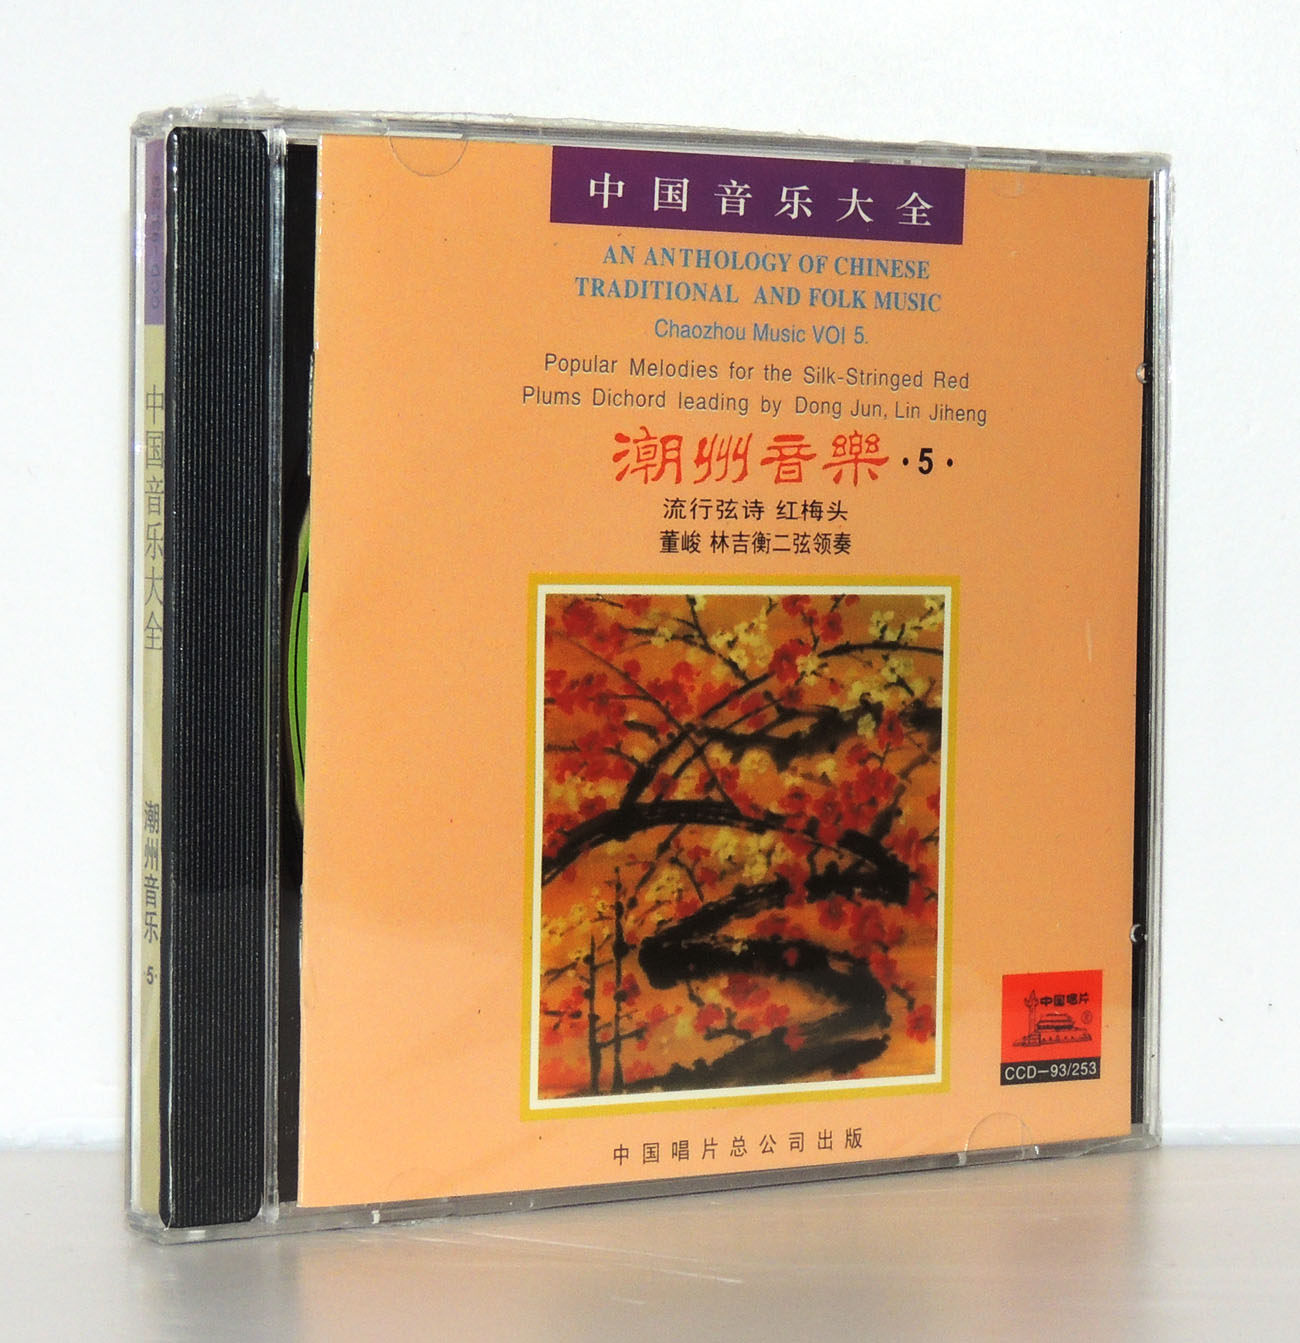 中国音乐大全
AN ANTHOLOGY OF CHINESE
TRADITIONAL AND FOLK MUSIC
Chaozhou Music VOl 5.
Popular Melodies for the Silk-Stringed Red
Plums Dichord leading by Dong Jun, Lin Jiheng
潮州音樂·5·
流行弦诗 红梅头
董峻 林吉衡二弦领奏
中国唱片
CCD-93/253
中国唱片总公司出版
中国音乐大全
潮州音乐 ·5·